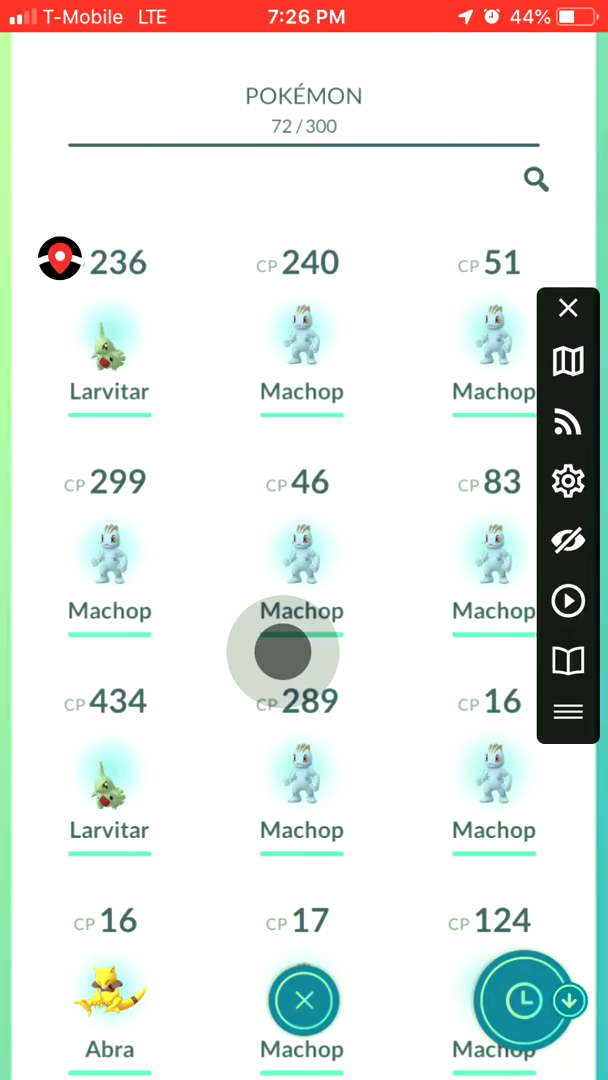 T-Mobile LTE 7:26 PM 44%
POKÉMON
72 / 300
236 CP 240 CP 51
Larvitar Machop Machop
CP 299 CP 46 CP 83
Machop Machop Machop
CP 434 CP 289 CP 16
Larvitar Machop Machop
CP 16 CP 17 CP 124
Abra Machop Machop